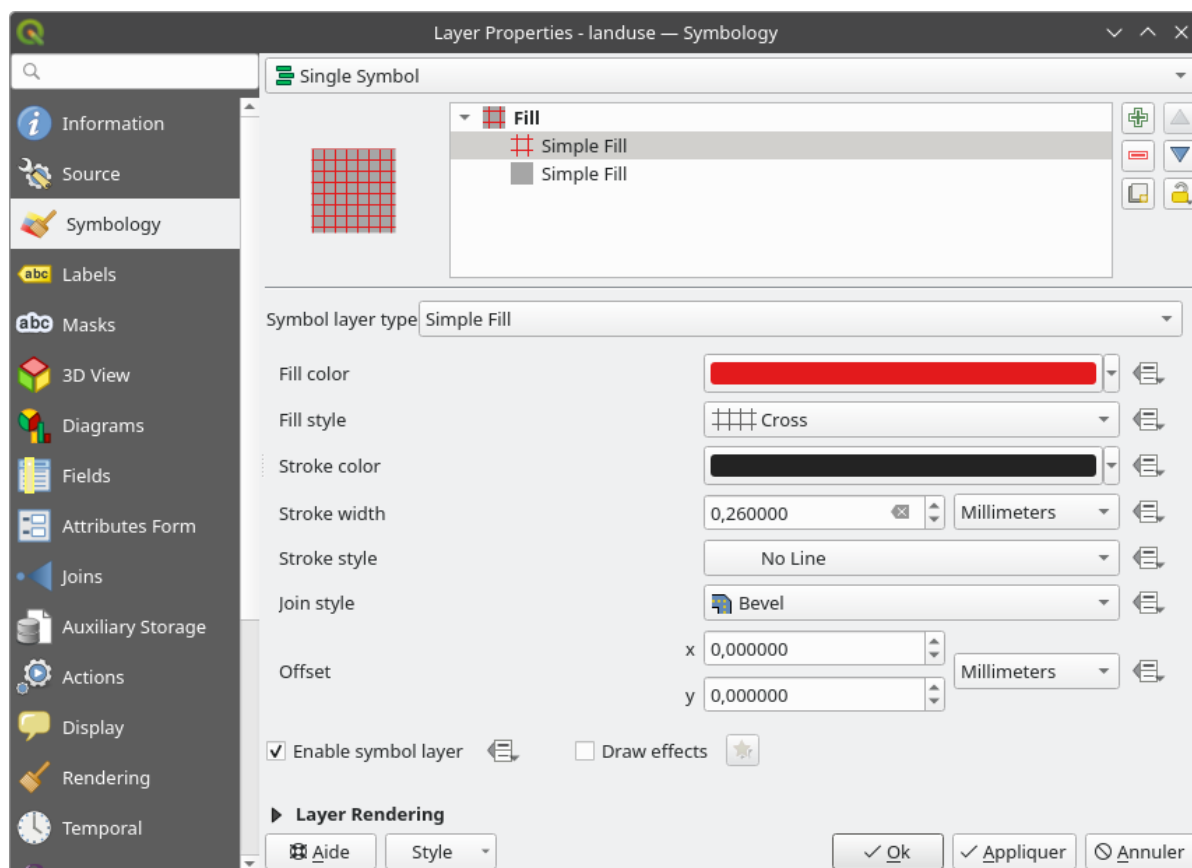 Layer Properties - landuse — Symbology
Single Symbol
Information
Source
Symbology
Labels
Masks
3D View
Diagrams
Fields
Attributes Form
Joins
Auxiliary Storage
Actions
Display
Rendering
Temporal
Fill
Simple Fill
Simple Fill
Symbol layer type Simple Fill
Fill color
Fill style Cross
Stroke color
Stroke width 0,260000 Millimeters
Stroke style No Line
Join style Bevel
Offset x 0,000000 Millimeters
y 0,000000
Enable symbol layer Draw effects
Layer Rendering
Aide Style Ok Appliquer Annuler
abc
abc